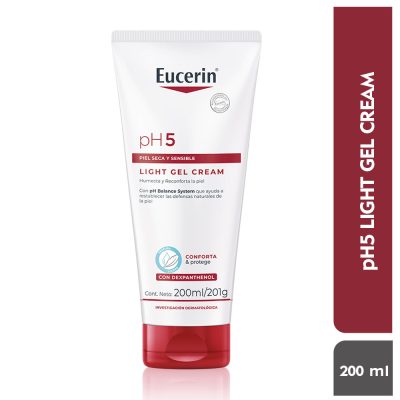 Eucerin®
pH5
PIEL SECA Y SENSIBLE
LIGHT GEL CREAM
Humecta y Reconforta la piel
Con pH Balance System que ayuda a
restablecer las defensas naturales de
la piel
CONFORTA
& protege
CON DEXPANTHENOL
Cont. Neto: 200ml/201g
INVESTIGACIÓN DERMATOLÓGICA
pH5 LIGHT GEL CREAM
200 ml